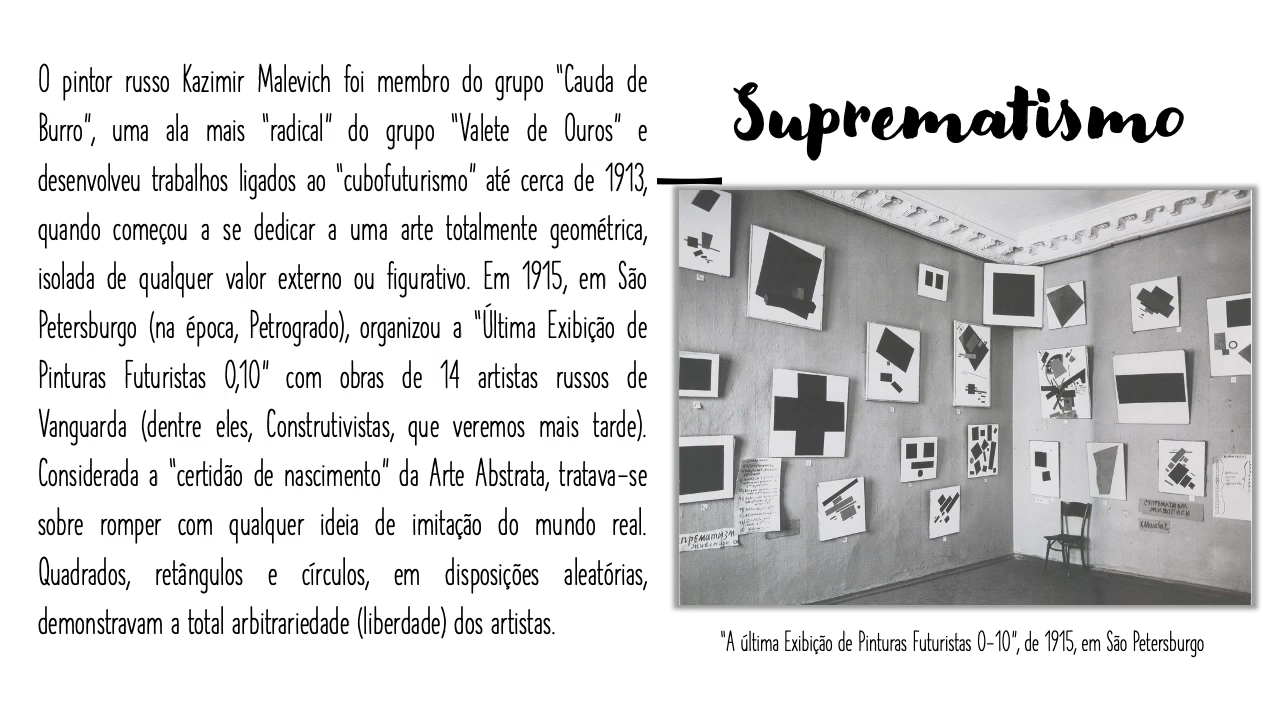 O pintor russo Kazimir Malevich foi membro do grupo “Cauda de
Burro”, uma ala mais “radical” do grupo “Valete de Ouros” e
desenvolveu trabalhos ligados ao “cubofuturismo” até cerca de 1913,
quando começou a se dedicar a uma arte totalmente geométrica,
isolada de qualquer valor externo ou figurativo. Em 1915, em São
Petersburgo (na época, Petrogrado), organizou a “Última Exibição de
Pinturas Futuristas 0,10” com obras de 14 artistas russos de
Vanguarda (dentre eles, Construtivistas, que veremos mais tarde).
Considerada a “certidão de nascimento” da Arte Abstrata, tratava-se
sobre romper com qualquer ideia de imitação do mundo real.
Quadrados, retângulos e círculos, em disposições aleatórias,
demonstravam a total arbitrariedade (liberdade) dos artistas.
Suprematismo
“A última Exibição de Pinturas Futuristas 0-10”, de 1915, em São Petersburgo